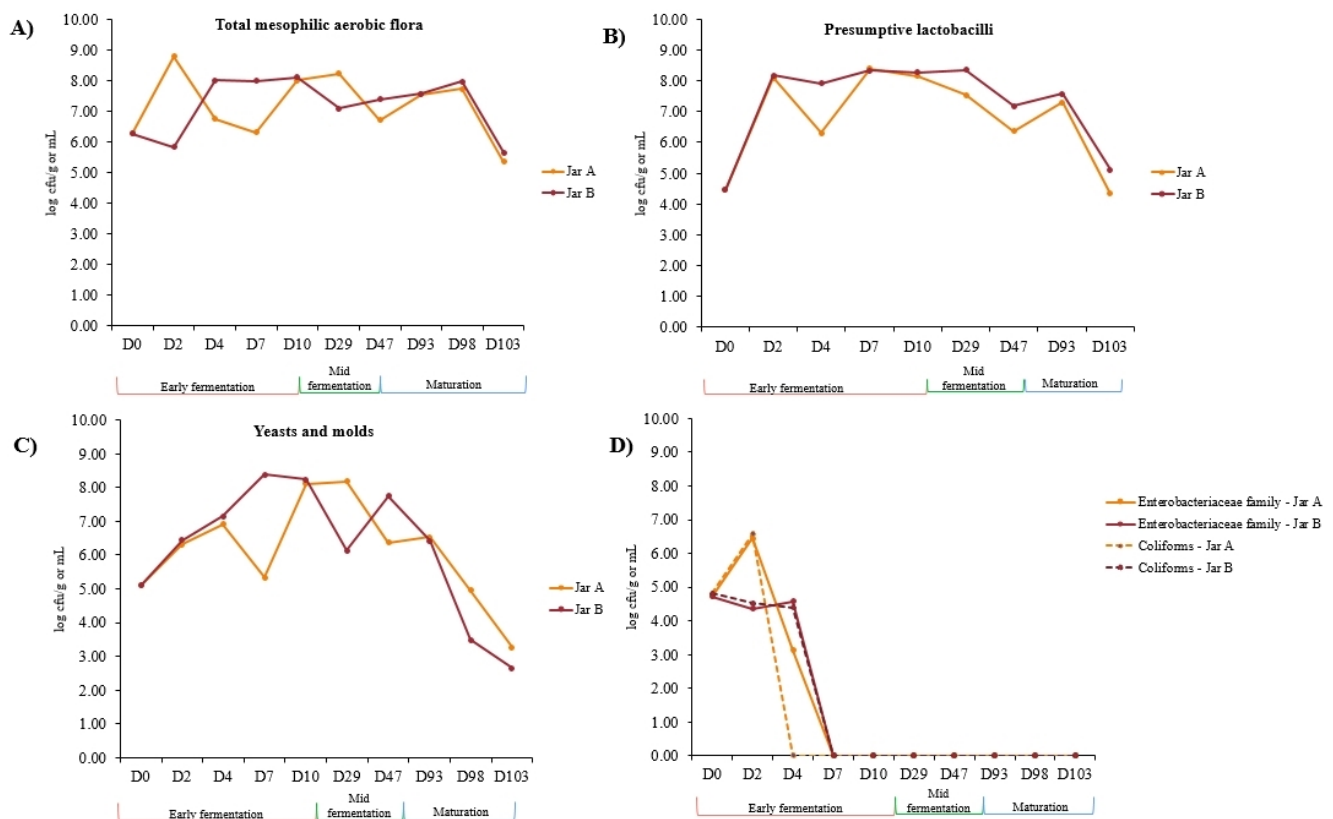 A)
Total mesophilic aerobic flora
10.00
9.00
8.00
7.00
6.00
5.00
4.00
3.00
2.00
1.00
0.00
log cfu/g or mL
D0 D2 D4 D7 D10 D29 D47 D93 D98 D103
Early fermentation
Mid
fermentation
Maturation
Jar A
Jar B
B)
Presumptive lactobacilli
10.00
9.00
8.00
7.00
6.00
5.00
4.00
3.00
2.00
1.00
0.00
log cfu/g or mL
D0 D2 D4 D7 D10 D29 D47 D93 D103
Early fermentation
Mid
fermentation
Maturation
Jar A
Jar B
C)
Yeasts and molds
10.00
9.00
8.00
7.00
6.00
5.00
4.00
3.00
2.00
1.00
0.00
log cfu/g or mL
D0 D2 D4 D7 D10 D29 D47 D93 D98 D103
Early fermentation
Mid
fermentation
Maturation
Jar A
Jar B
D)
10.00
9.00
8.00
7.00
6.00
5.00
4.00
3.00
2.00
1.00
0.00
log cfu/g or mL
D0 D2 D4 D7 D10 D29 D47 D93 D98 D103
Early fermentation
Mid
fermentation
Maturation
Enterobacteriaceae family - Jar A
Enterobacteriaceae family - Jar B
Coliforms - Jar A
Coliforms - Jar B